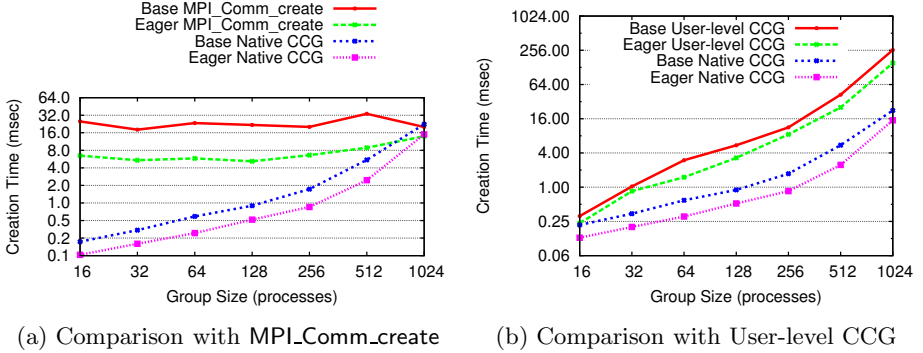 Base MPI_Comm_create
Eager MPI_Comm_create
Base Native CCG
Eager Native CCG
Creation Time (msec)
64.0
32.0
16.0
8.0
4.0
2.0
1.0
0.5
0.2
0.1
16 32 64 128 256 512 1024
Group Size (processes)
(a) Comparison with MPI_Comm_create
Base User-level CCG
Eager User-level CCG
Base Native CCG
Eager Native CCG
Creation Time (msec)
1024.00
256.00
64.00
16.00
4.00
1.00
0.25
0.06
16 32 64 128 256 512 1024
Group Size (processes)
(b) Comparison with User-level CCG